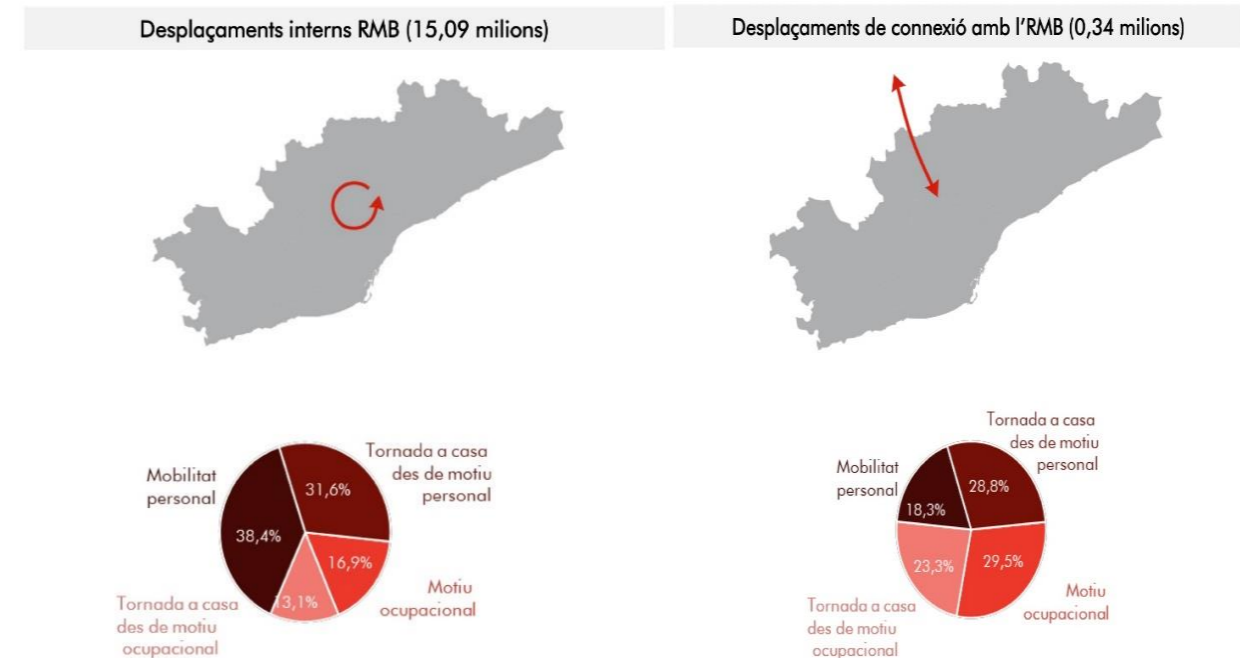 Desplaçaments interns RMB (15,09 milions)
Desplaçaments de connexió amb l'RMB (0,34 milions)
Tornada a casa
des de motiu
personal
Mobilitat
personal
31,6%
38,4%
16,9%
13,1%
Motiu
ocupacional
Tornada a casa
des de motiu
ocupacional
Tornada a casa
des de motiu
personal
Mobilitat
personal
28,8%
18,3%
23,3%
29,5%
Motiu
ocupacional
Tornada a casa
des de motiu
ocupacional